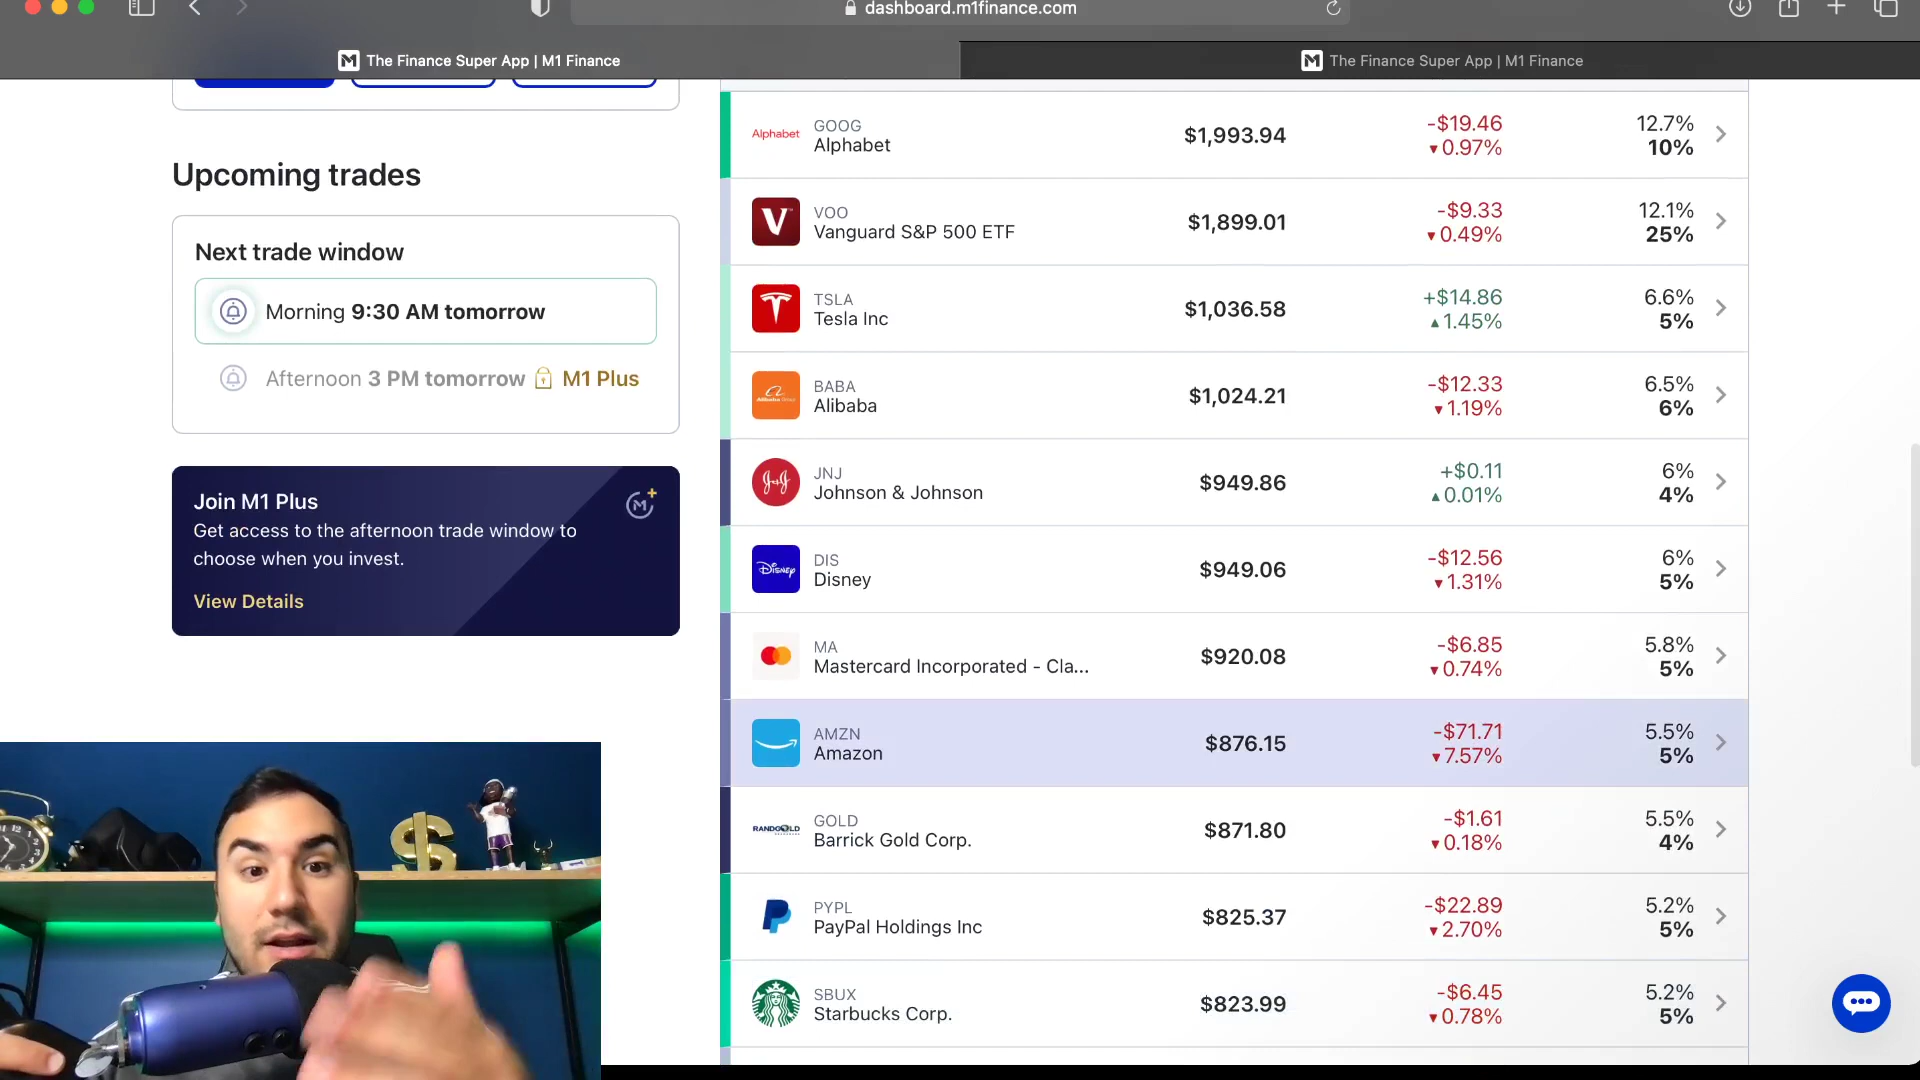 dashboard.m1finance.com
The Finance Super App | M1 Finance
The Finance Super App | M1 Finance
Upcoming trades
Next trade window
Morning 9:30 AM tomorrow
Afternoon 3 PM tomorrow M1 Plus
Join M1 Plus
Get access to the afternoon trade window to
choose when you invest.
View Details
Alphabet
GOOG
Alphabet
$1,993.94
-$19.46
▼0.97%
12.7%
10%
VOO
Vanguard S&P 500 ETF
$1,899.01
-$9.33
▼0.49%
12.1%
25%
TSLA
Tesla Inc
$1,036.58
+$14.86
▲1.45%
6.6%
5%
BABA
Alibaba
$1,024.21
-$12.33
▼1.19%
6.5%
6%
JNJ
Johnson & Johnson
$949.86
+$0.11
▲0.01%
6%
4%
Disney
DIS
Disney
$949.06
-$12.56
▼1.31%
6%
5%
MA
Mastercard Incorporated - Cla...
$920.08
-$6.85
▼0.74%
5.8%
5%
AMZN
Amazon
$876.15
-$71.71
▼7.57%
5.5%
5%
RANDGOLD
GOLD
Barrick Gold Corp.
$871.80
-$1.61
▼0.18%
5.5%
4%
PYPL
PayPal Holdings Inc
$825.37
-$22.89
▼2.70%
5.2%
5%
SBUX
Starbucks Corp.
$823.99
-$6.45
▼0.78%
5.2%
5%